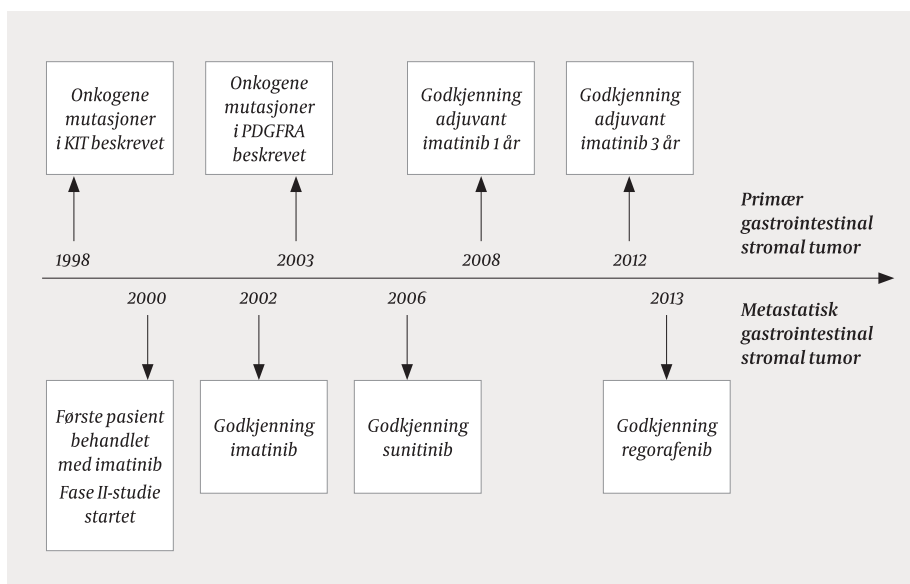 Onkogene
mutasjoner
i KIT beskrevet
Onkogene
mutasjoner
i PDGFRA
beskrevet
Godkjenning
adjuvant
imatinib 1 år
Godkjenning
adjuvant
imatinib 3 år
Primær
gastrointestinal
stromal tumor
1998
2003
2008
2012
2000
2002
2006
2013
Metastatisk
gastrointestinal
stromal tumor
Første pasient
behandlet
med imatinib
Fase II-studie
startet
Godkjenning
imatinib
Godkjenning
sunitinib
Godkjenning
regorafenib